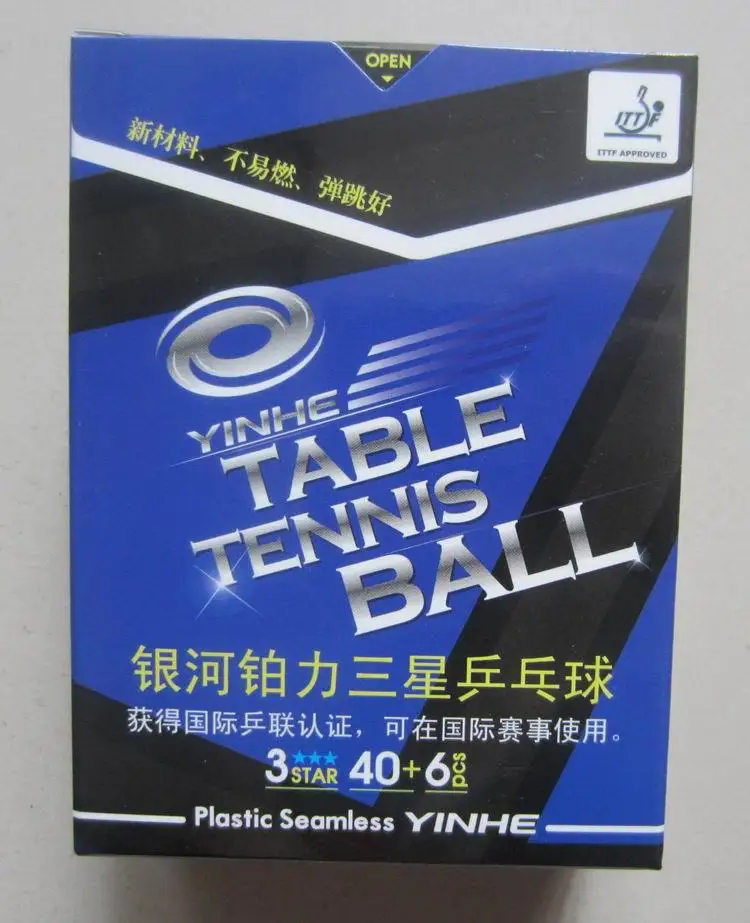 OPEN
ITTF
ITTF APPROVED
新材料、不易燃、弹跳好
YINHE
TABLE
TENNIS
BALL
银河铂力三星乒乓球
获得国际乒联认证，可在国际赛事使用。
3 STAR 40+ 6pcs
Plastic Seamless YINHE